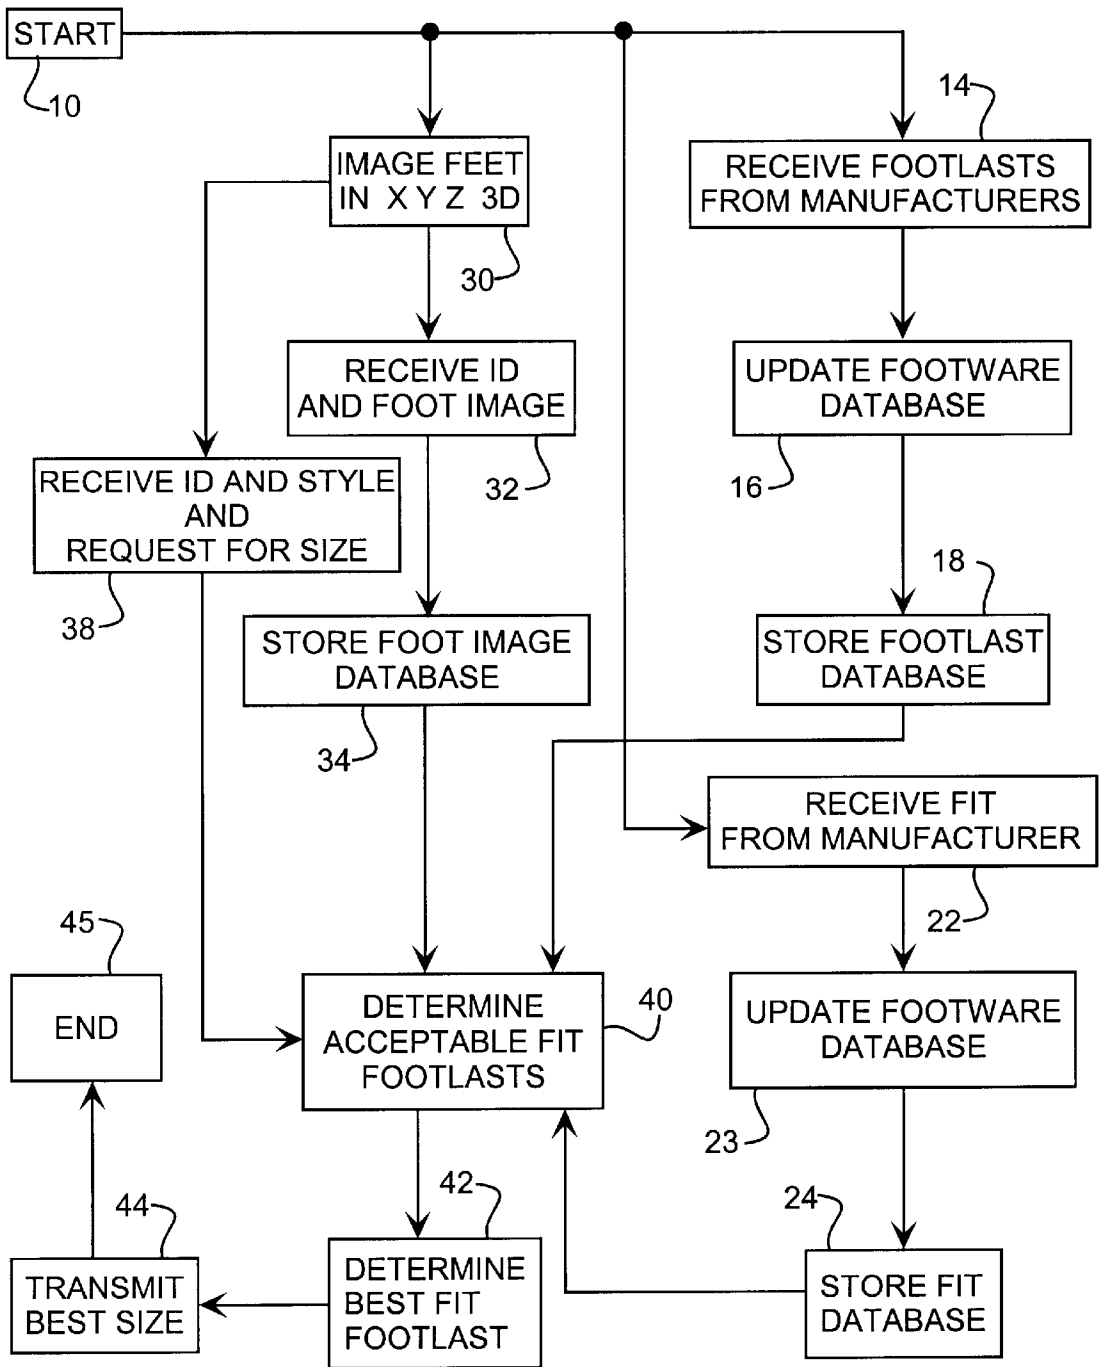 START
10
14
IMAGE FEET
IN X Y Z 3D
30
RECEIVE FOOTLASTS
FROM MANUFACTURERS
RECEIVE ID
AND FOOT IMAGE
32
UPDATE FOOTWARE
DATABASE
16
RECEIVE ID AND STYLE
AND
REQUEST FOR SIZE
38
18
STORE FOOT IMAGE
DATABASE
34
STORE FOOTLAST
DATABASE
RECEIVE FIT
FROM MANUFACTURER
22
45
END
DETERMINE
ACCEPTABLE FIT
FOOTLASTS
40
UPDATE FOOTWARE
DATABASE
23
44
TRANSMIT
BEST SIZE
42
DETERMINE
BEST FIT
FOOTLAST
24
STORE FIT
DATABASE